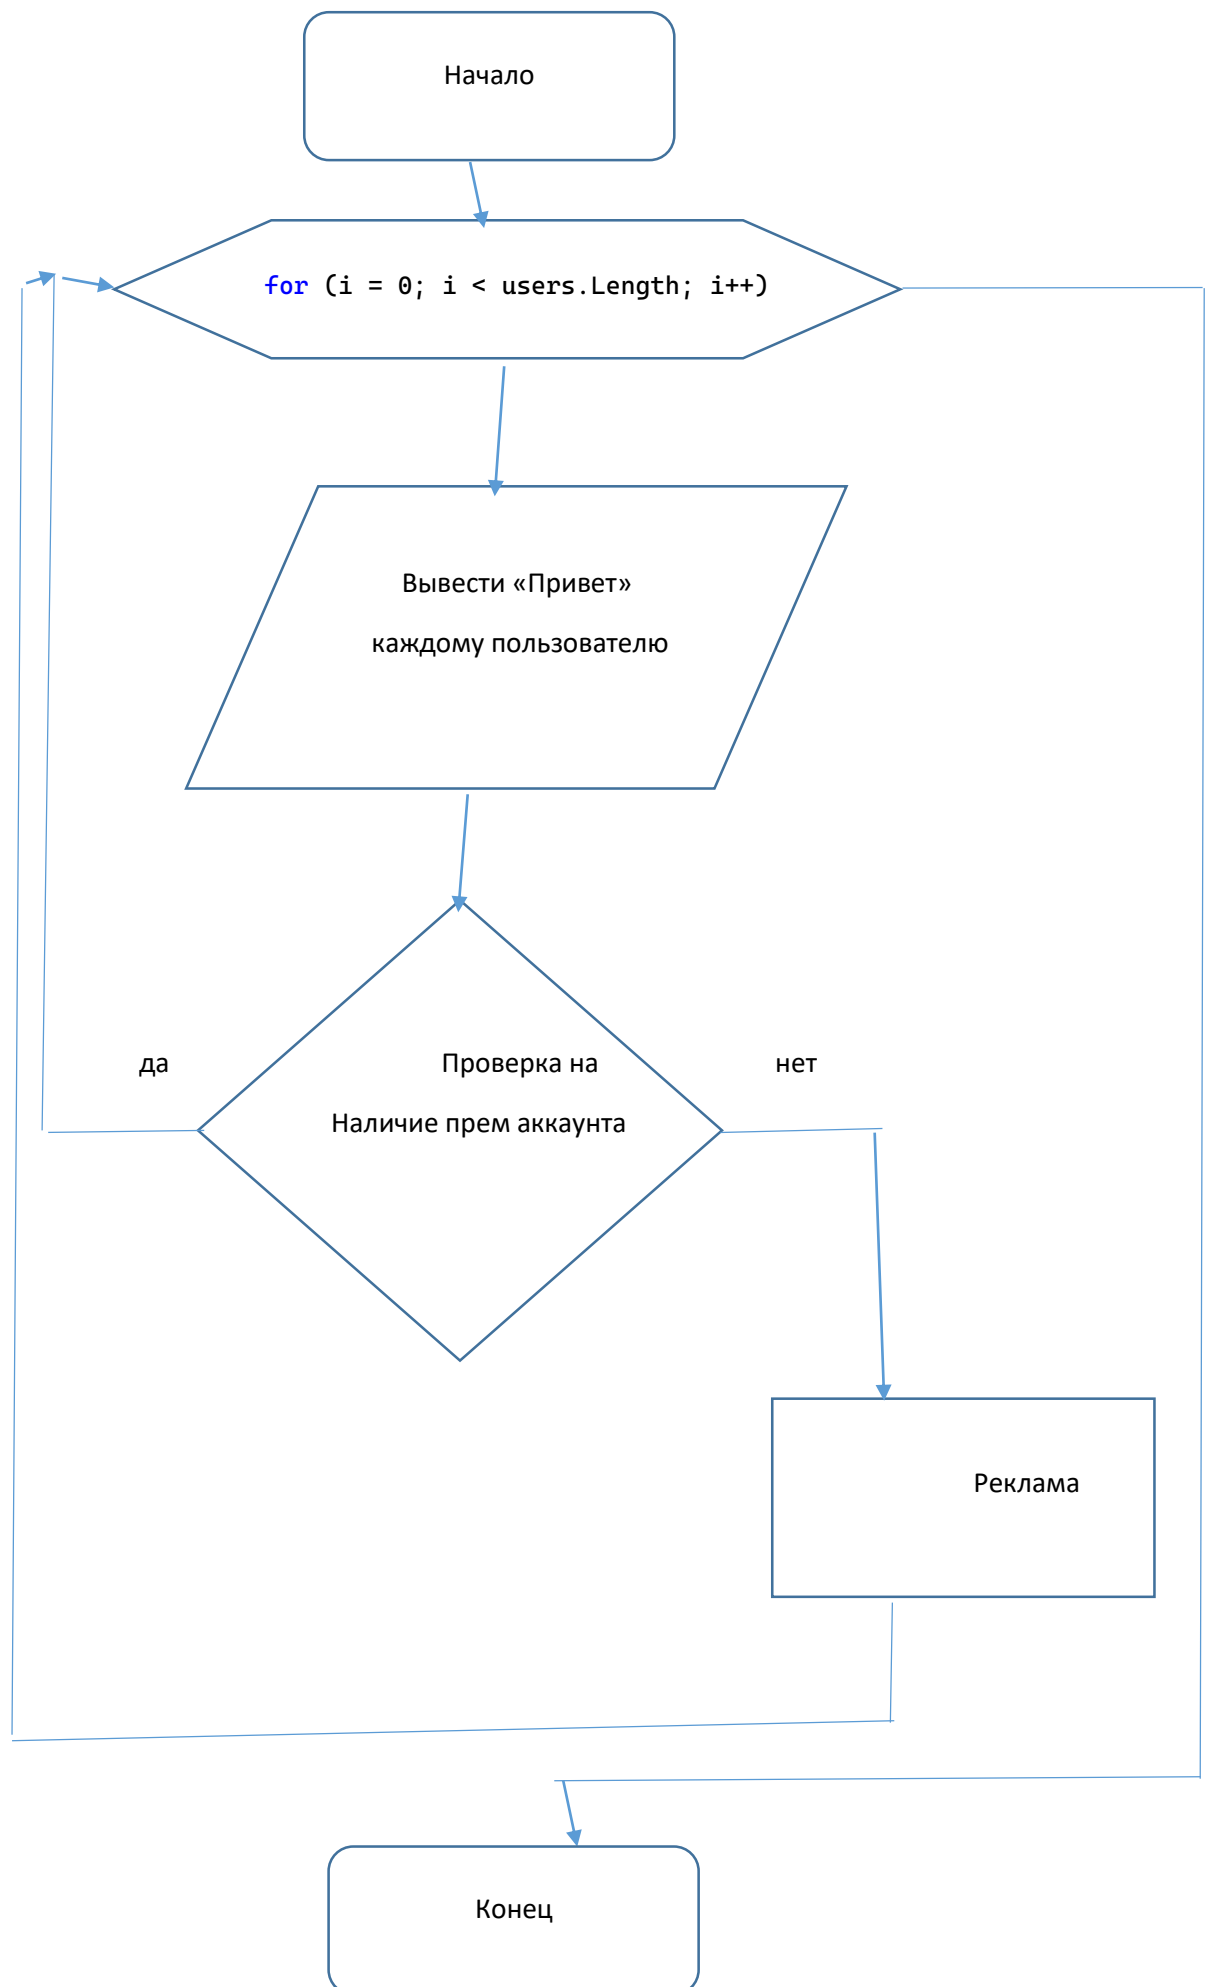 Начало
for (i = 0; i < users.Length; i++)
Вывести «Привет»
каждому пользователю
да
Проверка на
нет
Наличие прем аккаунта
Реклама
Конец